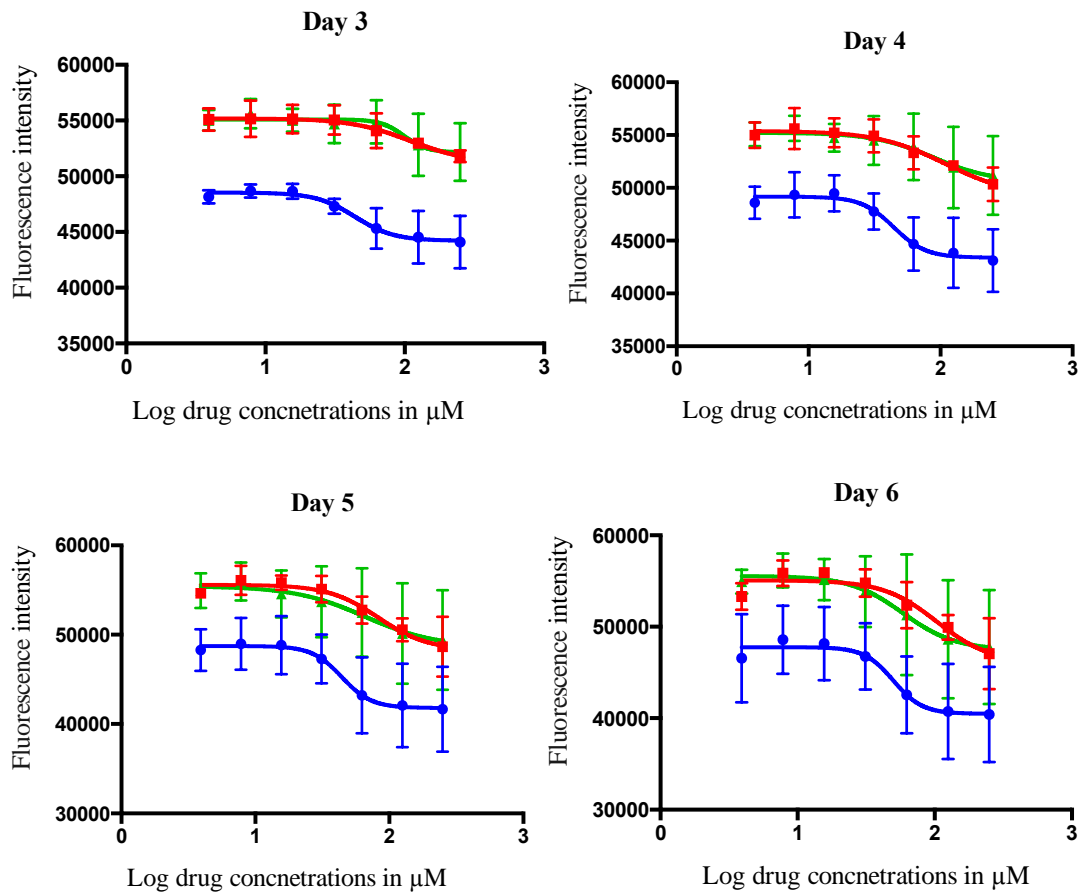 Day 3
Fluorescence intensity
60000
55000
50000
45000
40000
35000
0 1 2 3
Log drug concnetrations in μM
Day 4
Fluorescence intensity
60000
55000
50000
45000
40000
35000
0 1 2 3
Log drug concnetrations in μM
Day 5
Fluorescence intensity
60000
50000
40000
30000
0 1 2 3
Log drug concnetrations in μM
Day 6
Fluorescence intensity
60000
50000
40000
30000
0 1 2 3
Log drug concnetrations in μM